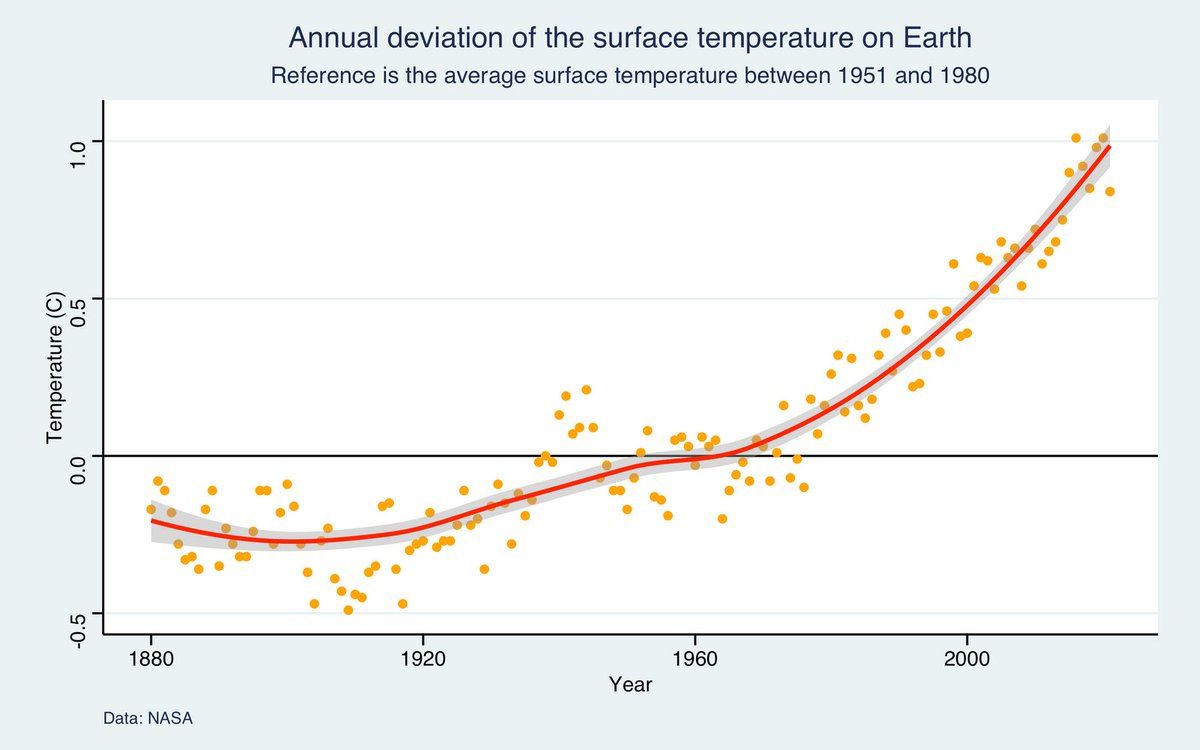 Annual deviation of the surface temperature on Earth
Reference is the average surface temperature between 1951 and 1980
Temperature (C)
1.0
0.5
0.0
-0.5
1880 1920 1960 2000
Year
Data: NASA